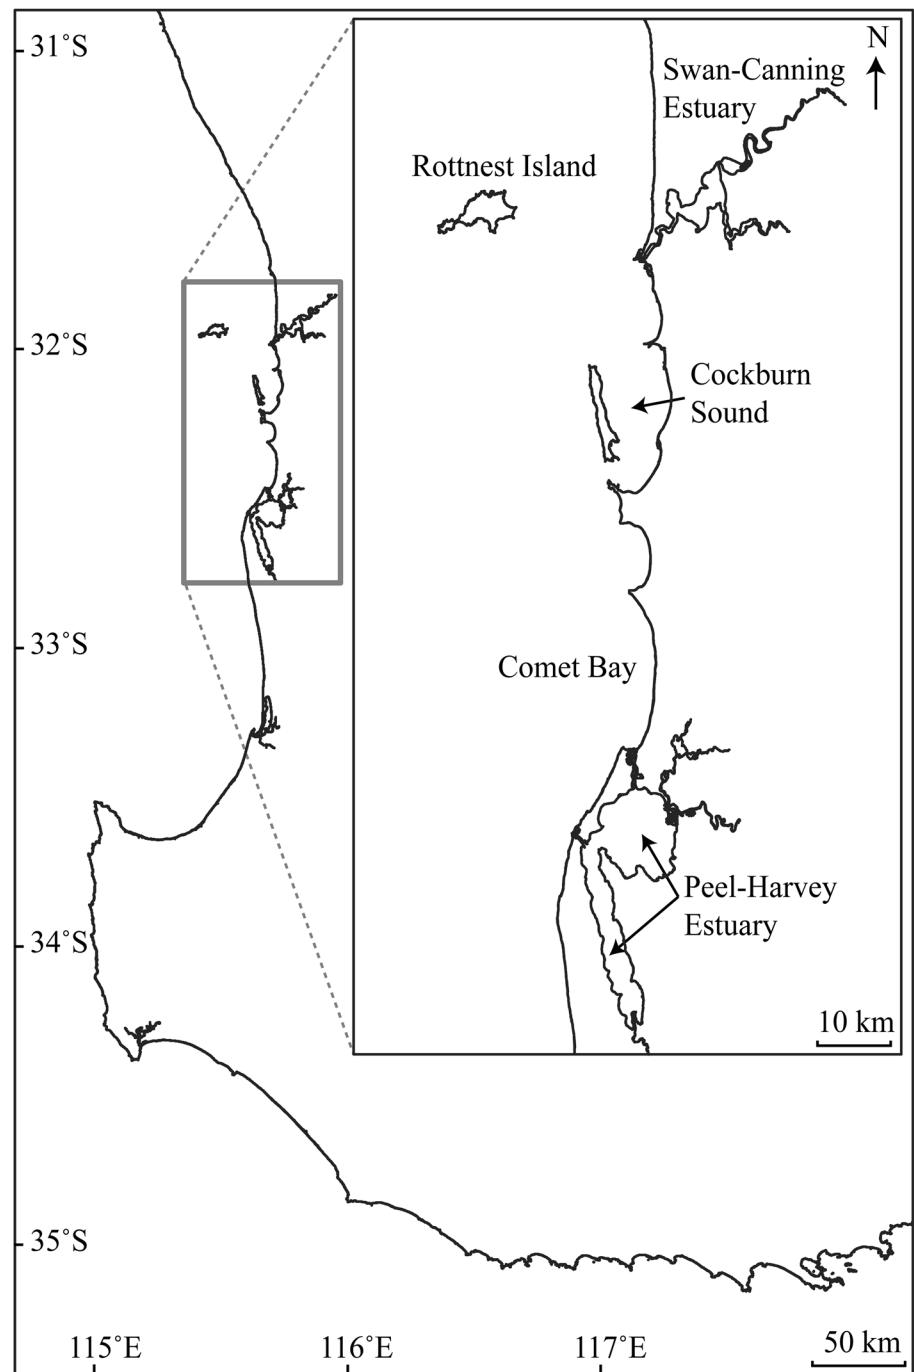 31°S
32°S
33°S
34°S
35°S
115°E
116°E
117°E
50 km
N
Swan-Canning
Estuary
Rottnest Island
Cockburn
Sound
Comet Bay
Peel-Harvey
Estuary
10 km